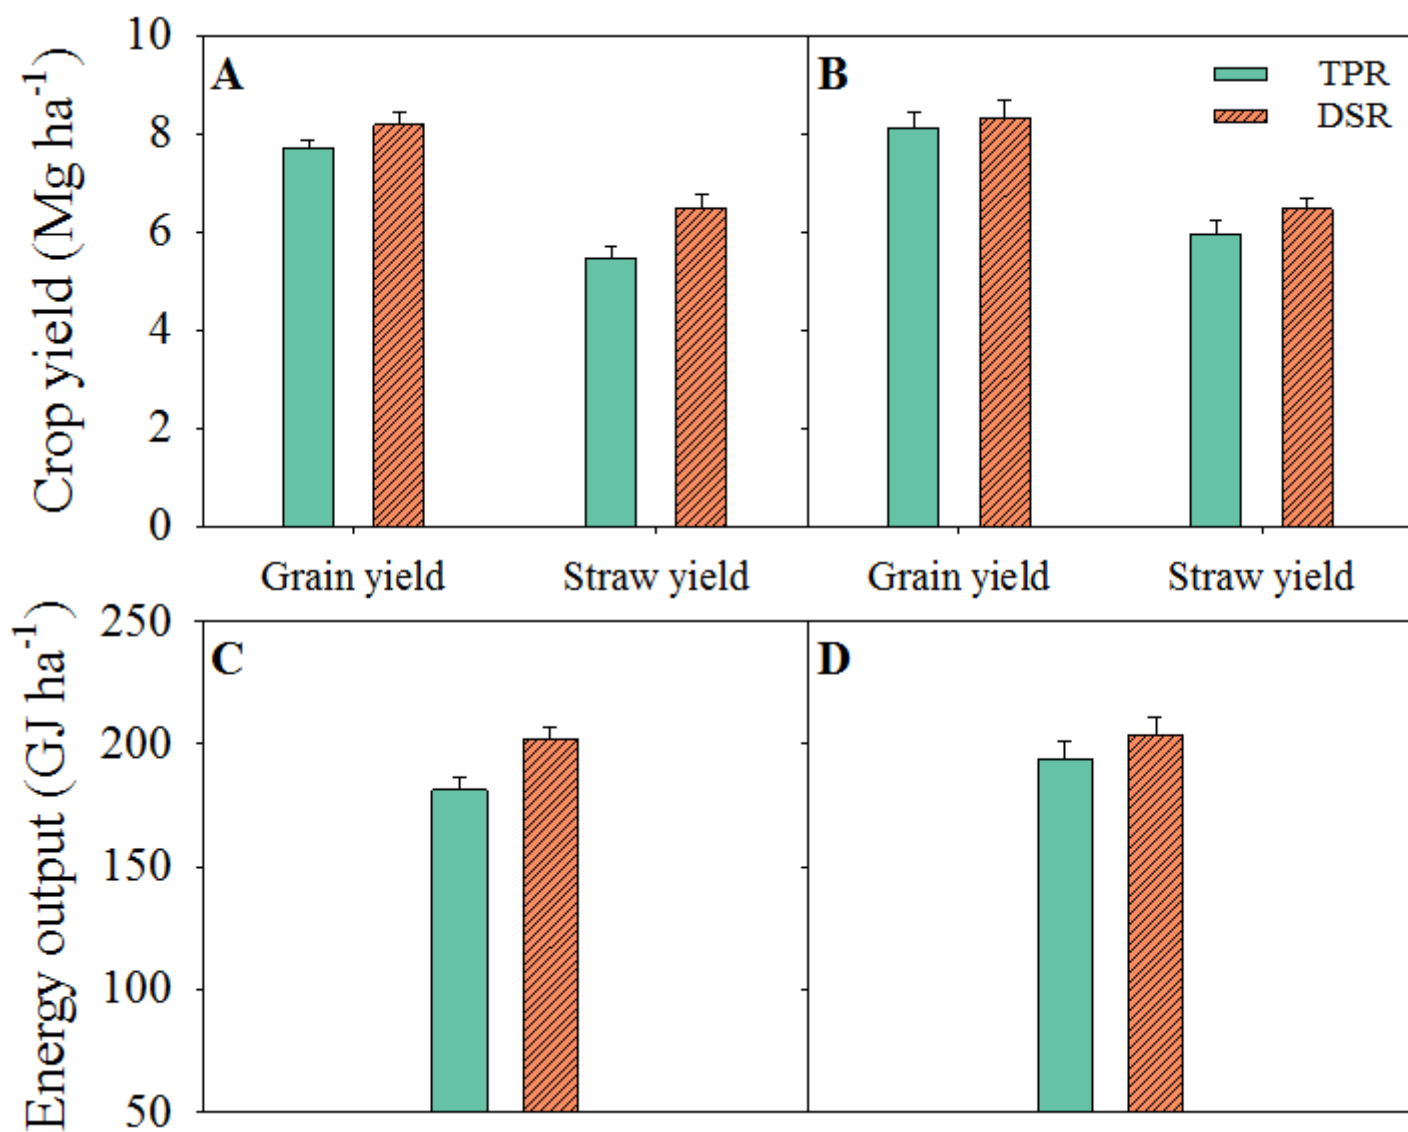 Crop yield (Mg ha⁻¹)
10
8
6
4
2
0
A
B
TPR
DSR
Grain yield
Straw yield
Grain yield
Straw yield
Energy output (GJ ha⁻¹)
250
200
150
100
50
C
D